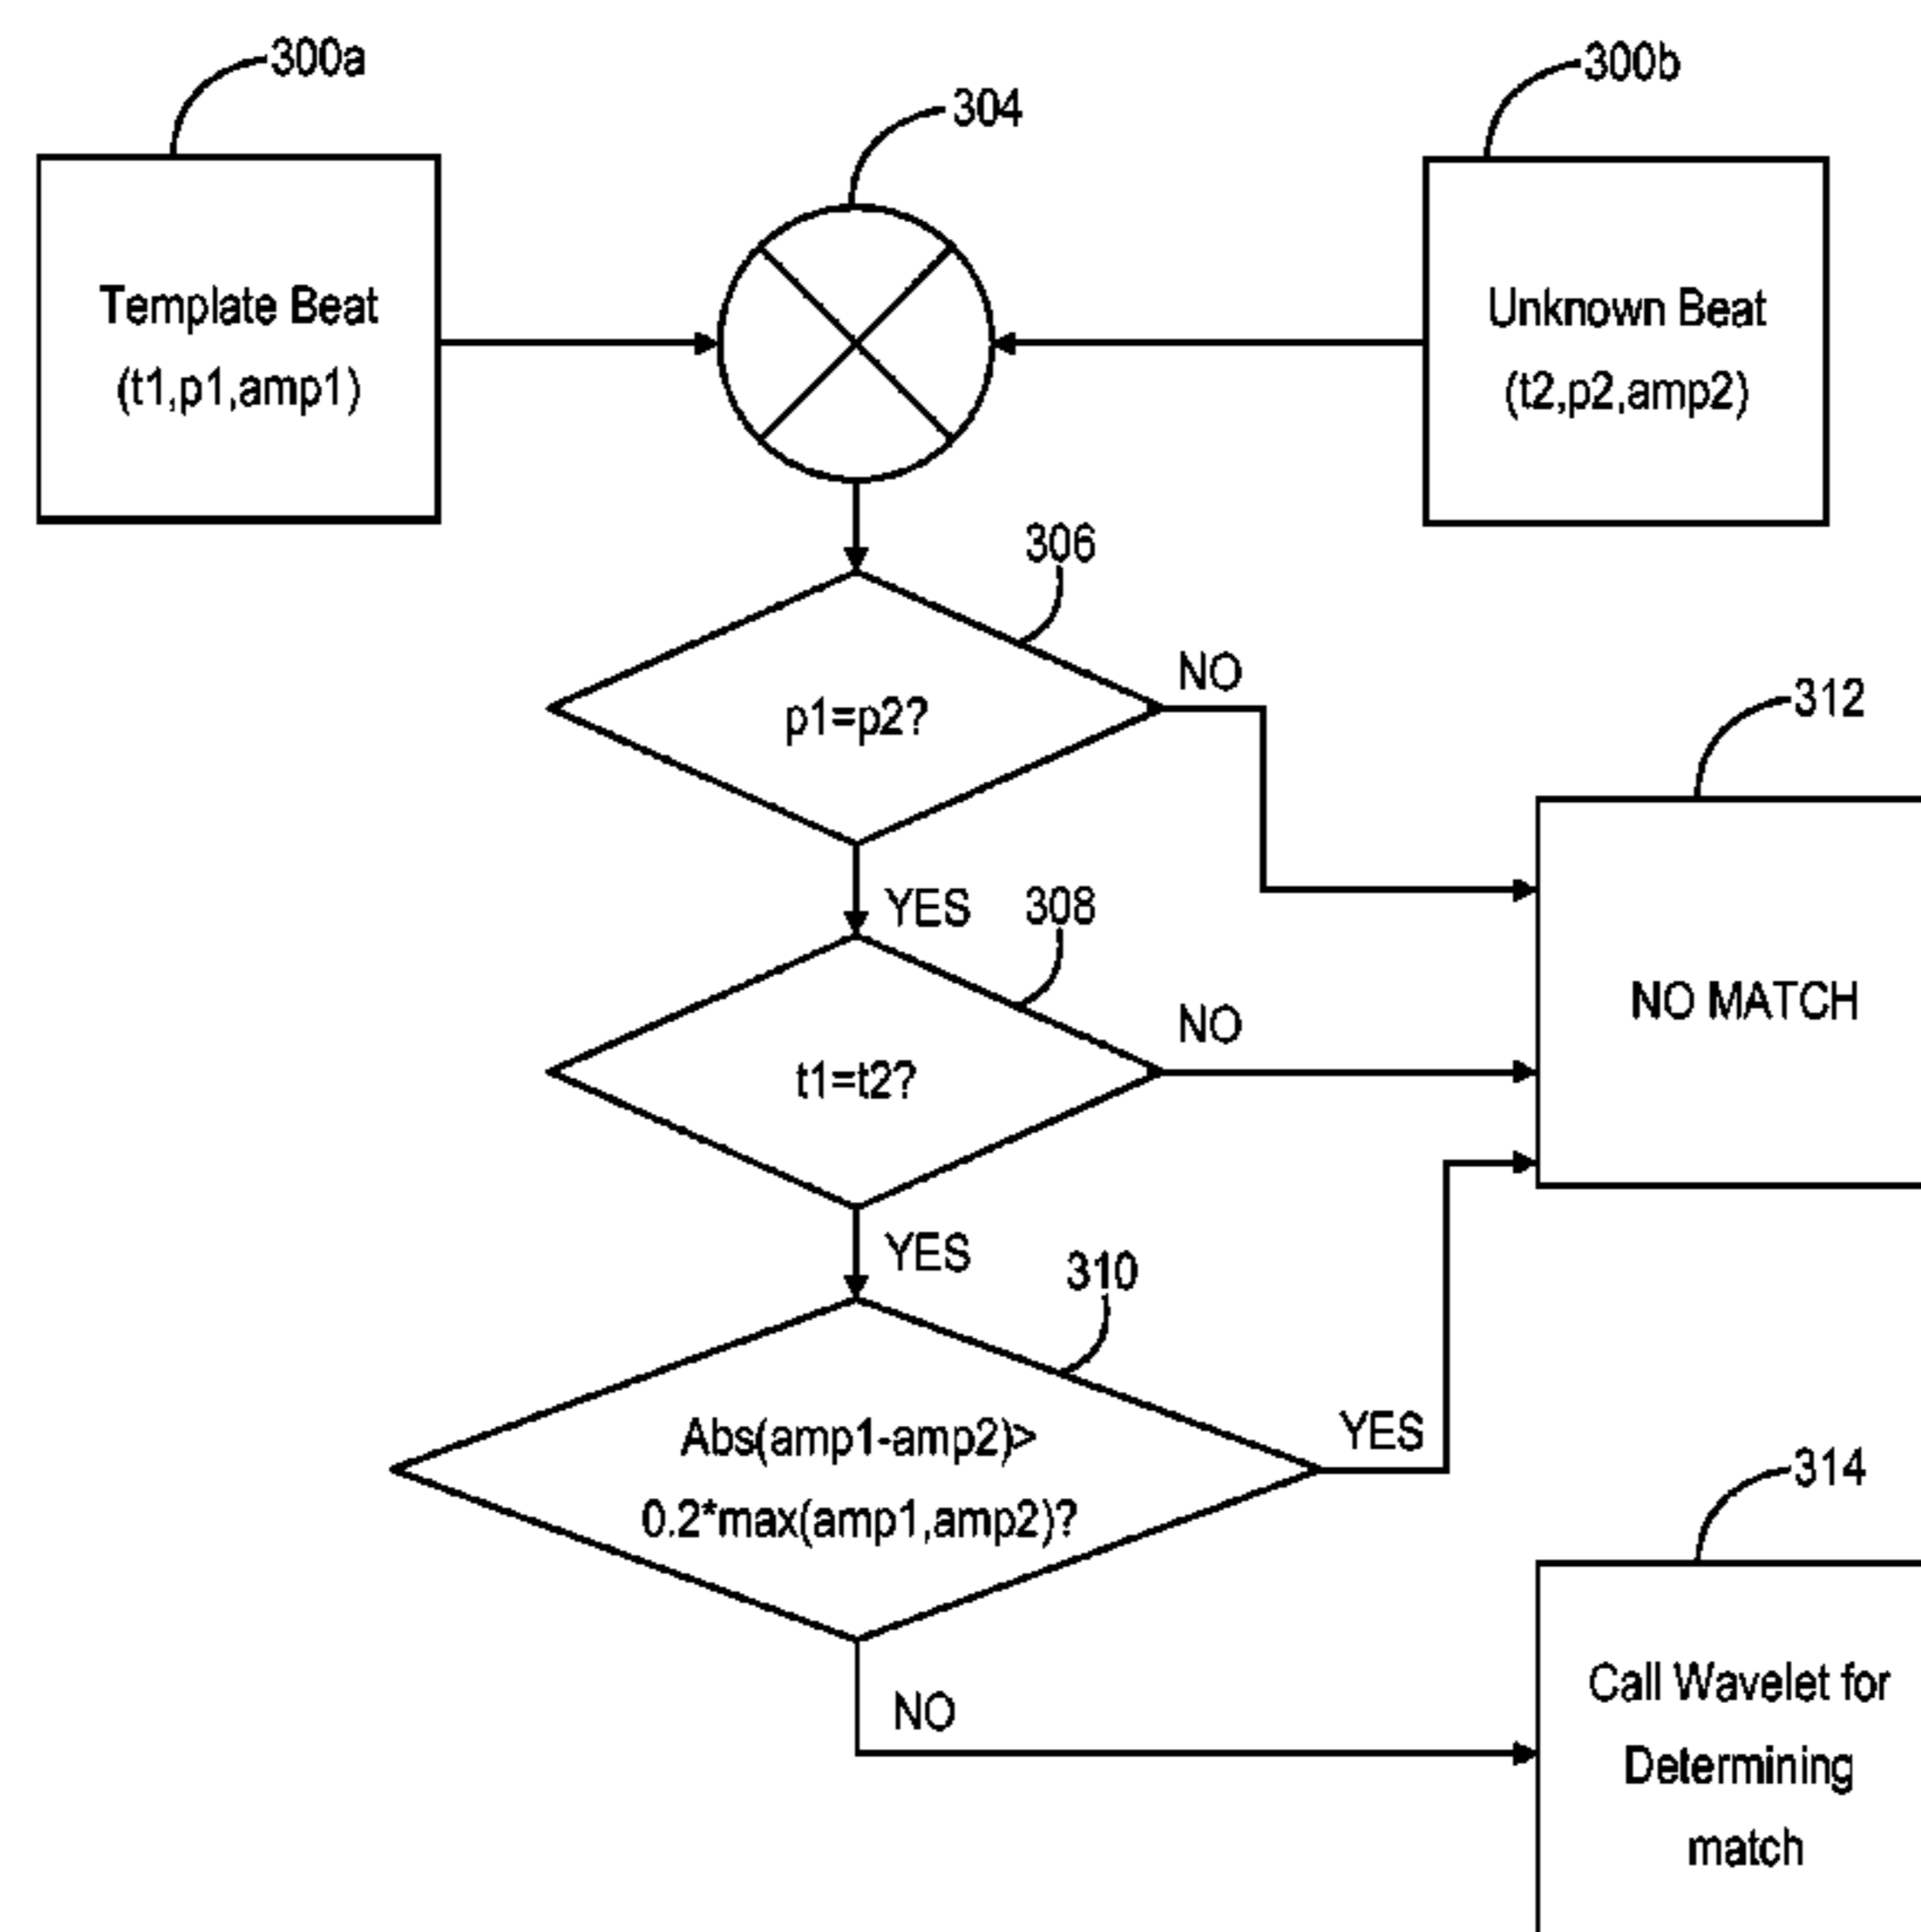 300a
300b
304
Template Beat
(t1,p1,amp1)
Unknown Beat
(t2,p2,amp2)
306
p1=p2?
NO
312
YES
308
t1=t2?
NO
NO MATCH
YES
310
Abs(amp1-amp2)>
0.2*max(amp1,amp2)?
YES
314
NO
Call Wavelet for
Determining
match